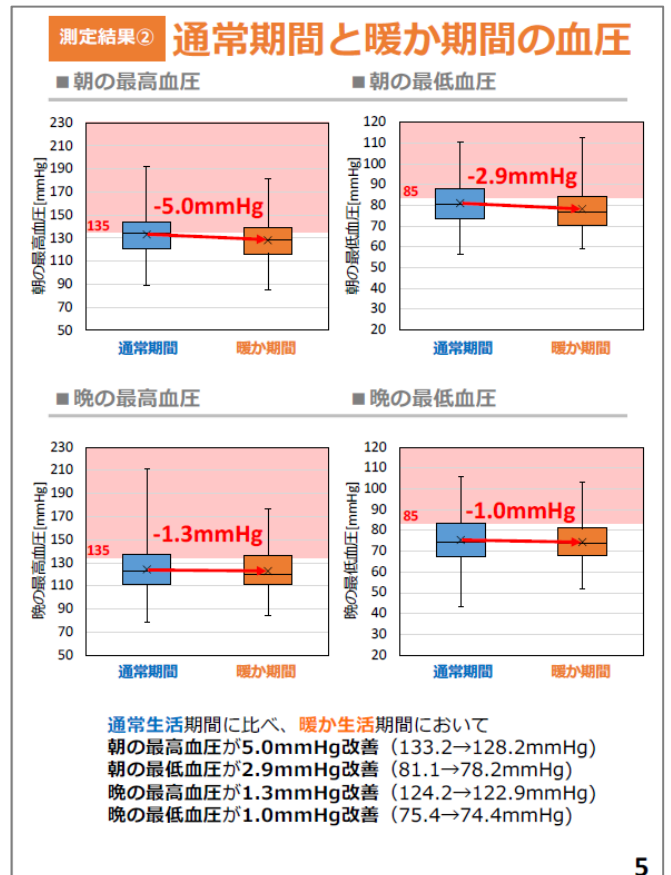 測定結果② 通常期間と暖か期間の血圧
■朝の最高血圧
朝の最高血圧[mmHg]
230
210
190
170
150
130
110
90
70
50
135
-5.0mmHg
通常期間 暖か期間
■朝の最低血圧
朝の最低血圧[mmHg]
120
110
100
90
80
70
60
50
40
30
20
85
-2.9mmHg
通常期間 暖か期間
■晩の最高血圧
晩の最高血圧[mmHg]
230
210
190
170
150
130
110
90
70
50
135
-1.3mmHg
通常期間 暖か期間
■晩の最低血圧
晩の最低血圧[mmHg]
120
110
100
90
80
70
60
50
40
30
20
85
-1.0mmHg
通常期間 暖か期間
通常生活期間に比べ、暖か生活期間において
朝の最高血圧が5.0mmHg改善（133.2→128.2mmHg)
朝の最低血圧が2.9mmHg改善（81.1→78.2mmHg)
晩の最高血圧が1.3mmHg改善（124.2→122.9mmHg)
晩の最低血圧が1.0mmHg改善（75.4→74.4mmHg)
5